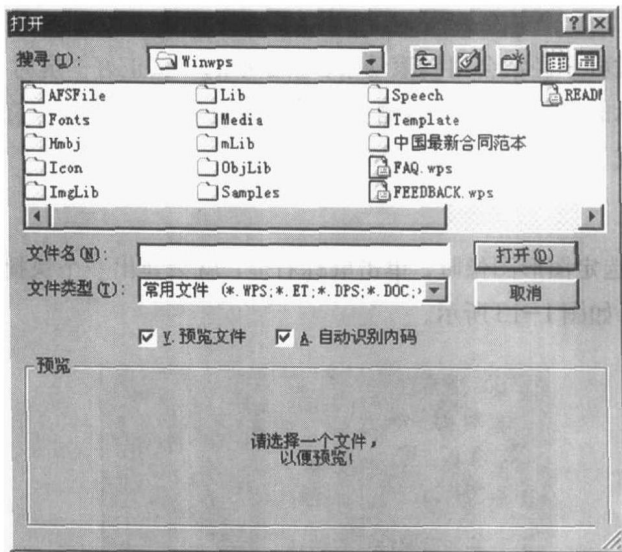 打开
搜寻(I): Winwps
AFSFile Lib Speech
Fonts Media Template
Hmbj mLib 中国最新合同范本
Icon ObjLib FAQ.wps
ImgLib Samples FEEDBACK.wps
文件名(N): 打开(O)
文件类型(T): 常用文件 (*.WPS;*.ET;*.DPS;*.DOC;* 取消
Y.预览文件 A.自动识别内码
预览
请选择一个文件，
以便预览!